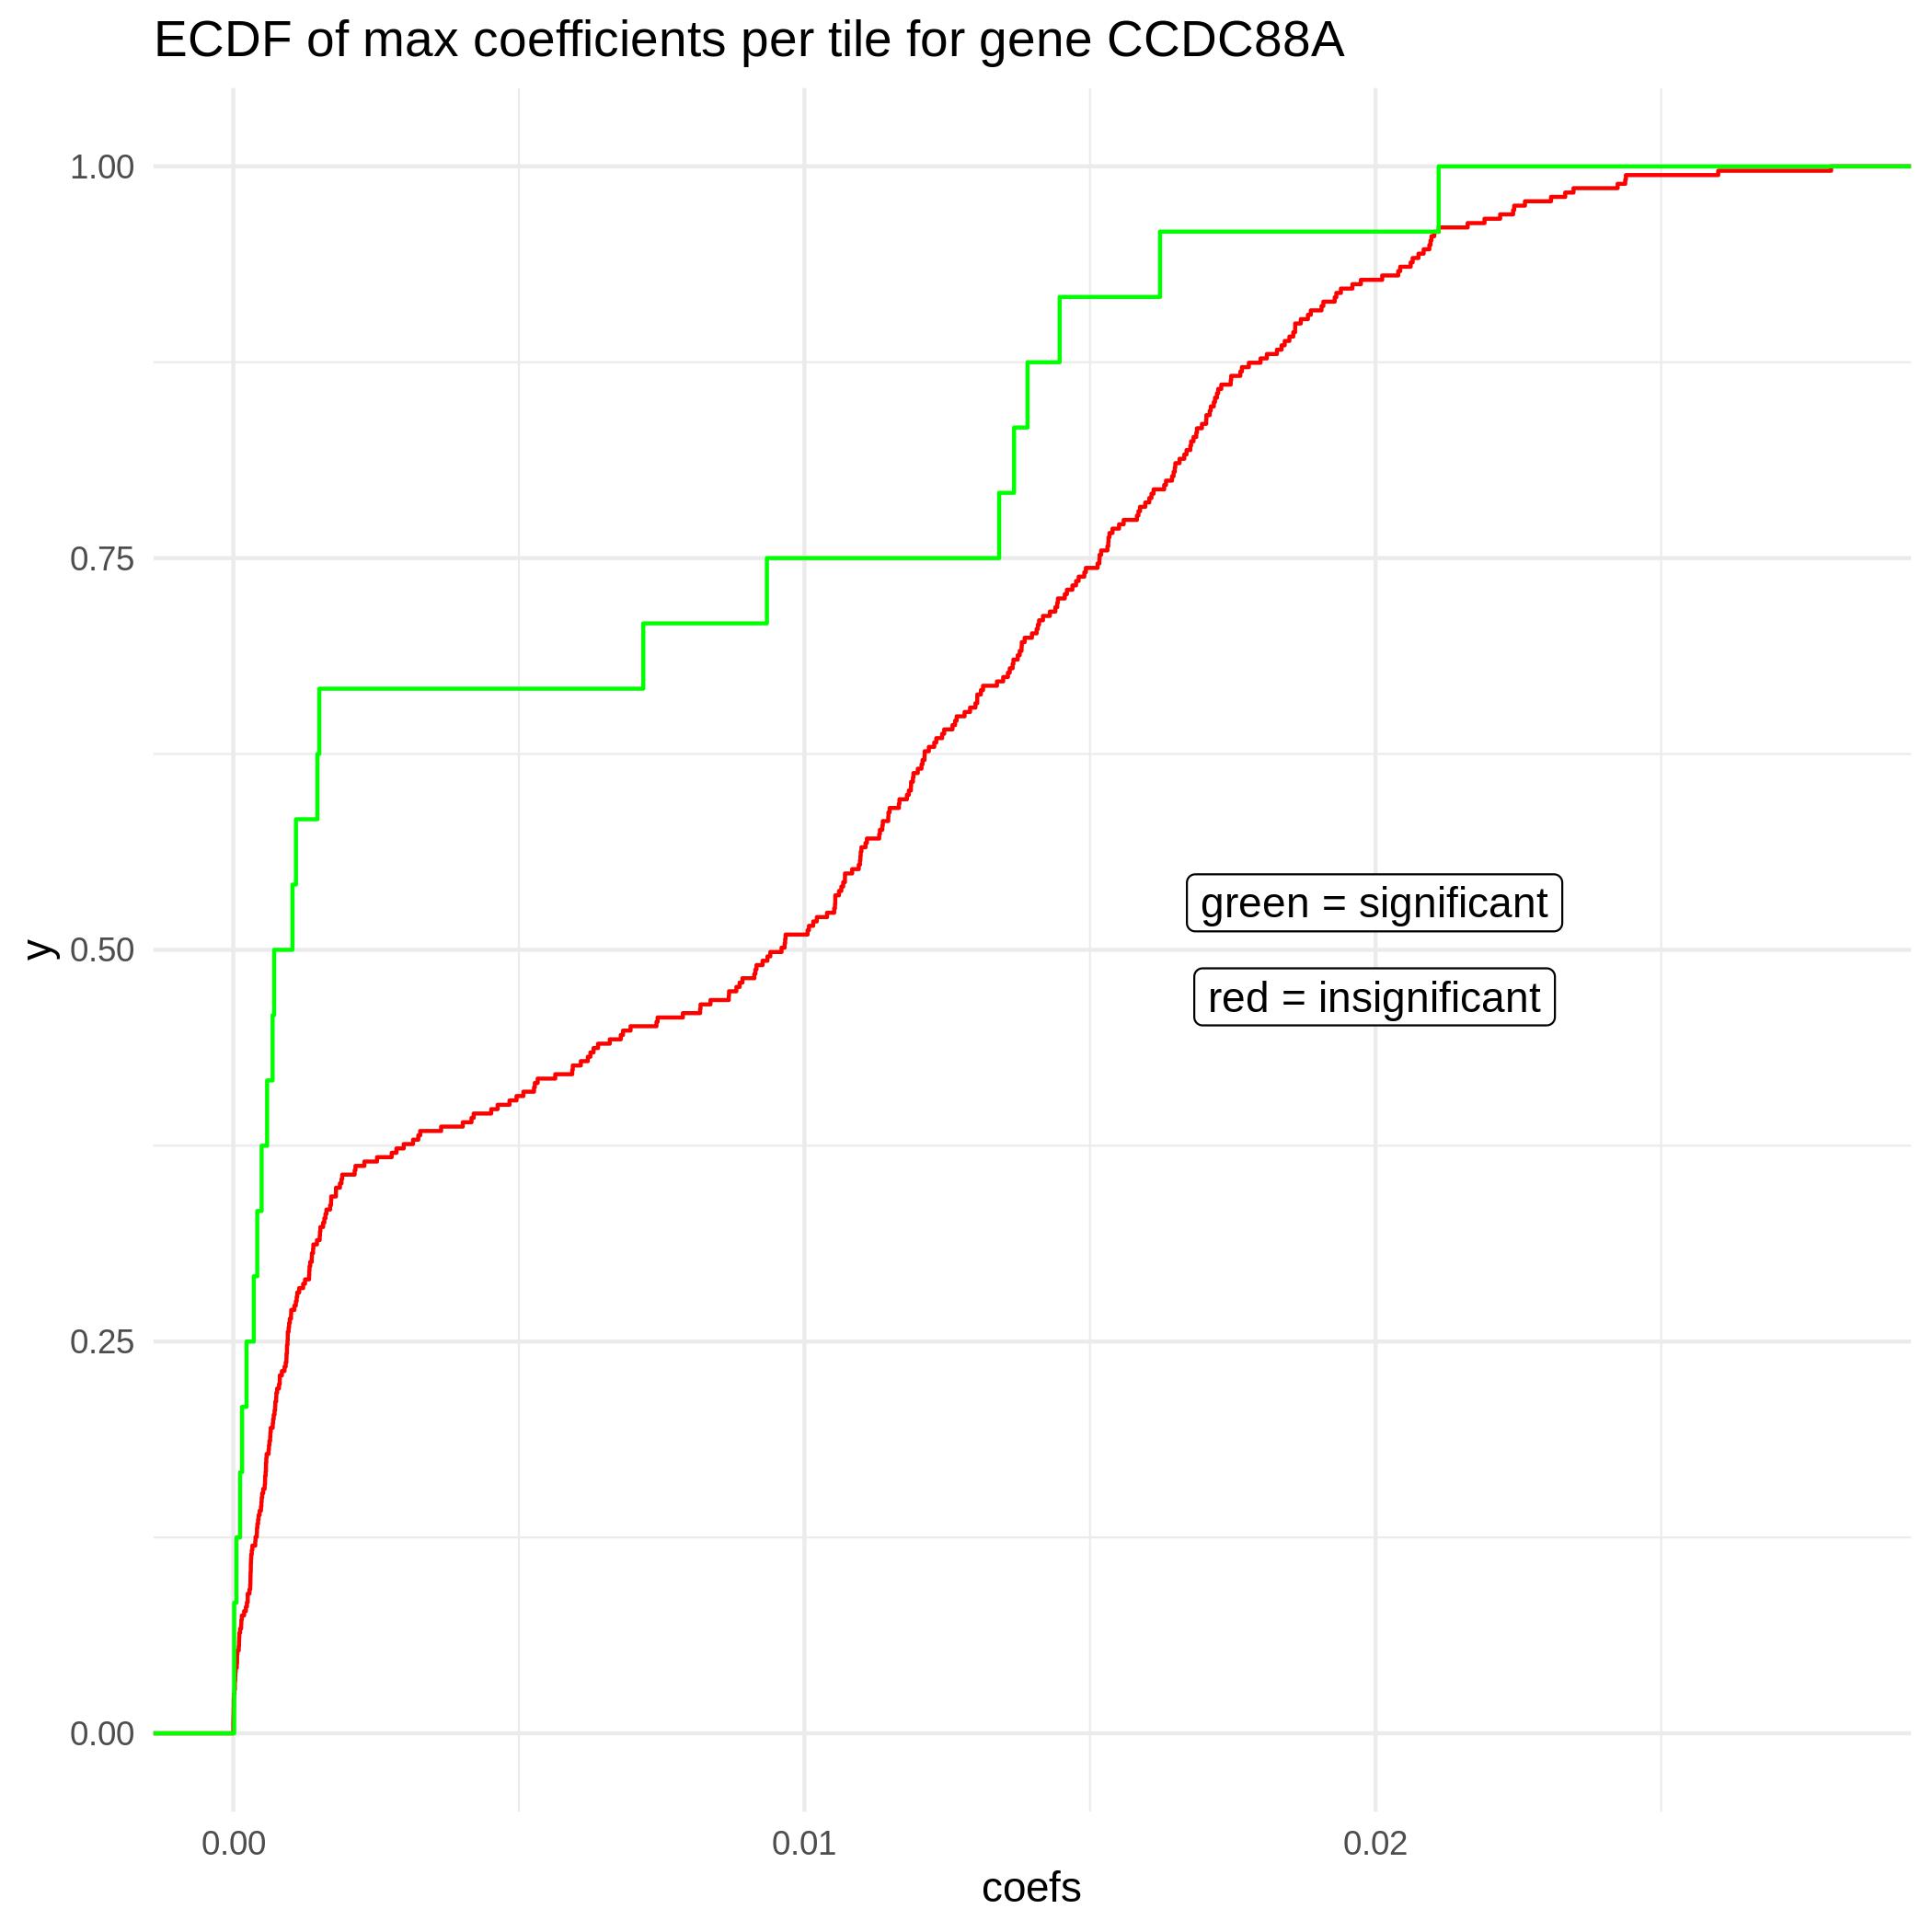 ECDF of max coefficients per tile for gene CCDC88A
1.00
0.75
0.50
0.25
0.00
y
green = significant
red = insignificant
0.00 0.01 0.02
coefs